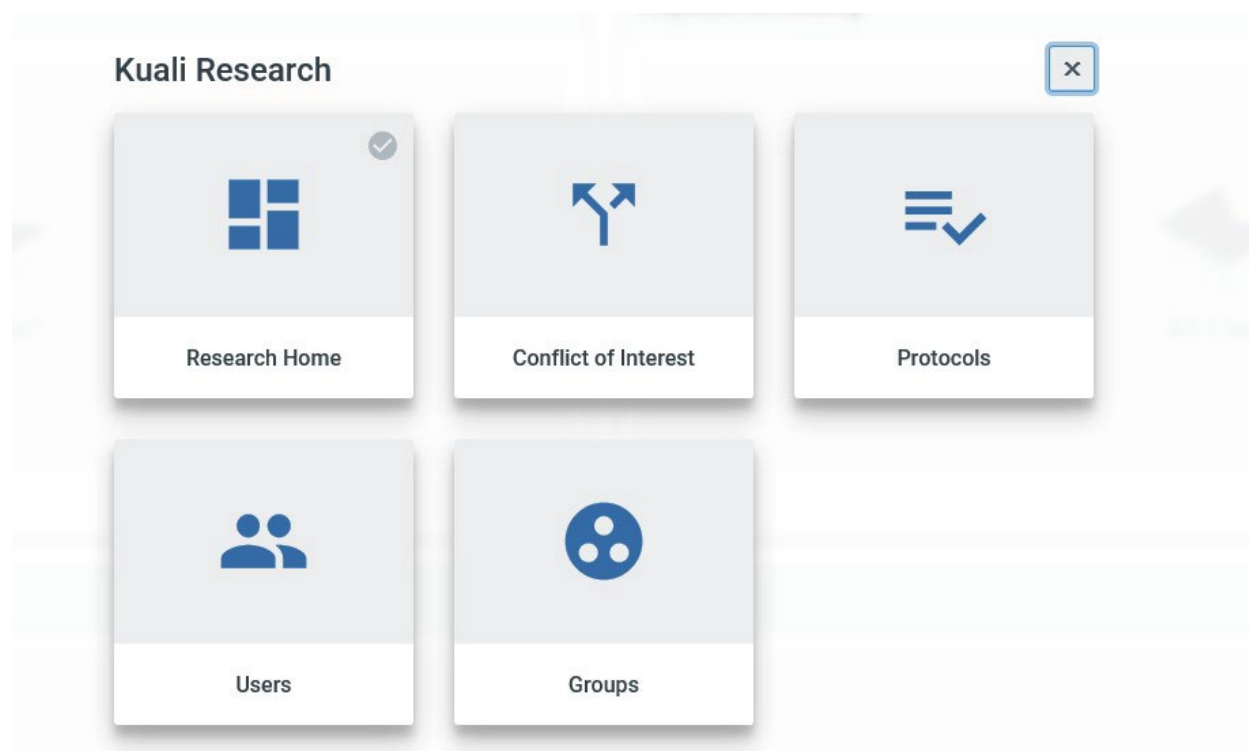 Kuali Research
Research Home
Conflict of Interest
Protocols
Users
Groups